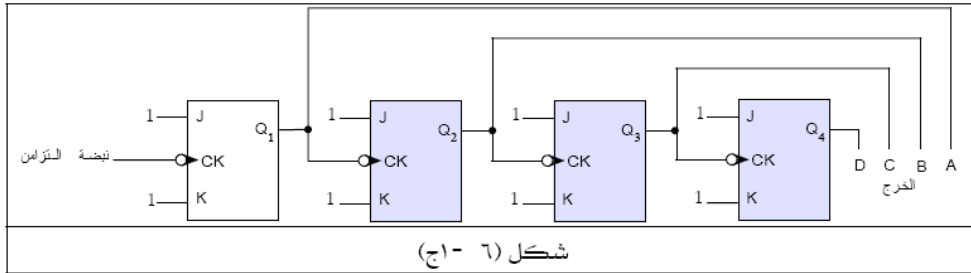 1 J Q1 1 J Q2 1 J Q3 1 J Q4
نبضة التزامن CK CK CK CK D C B A
الخرج
1 K 1 K 1 K 1 K
شكل (٦ - ١ج)